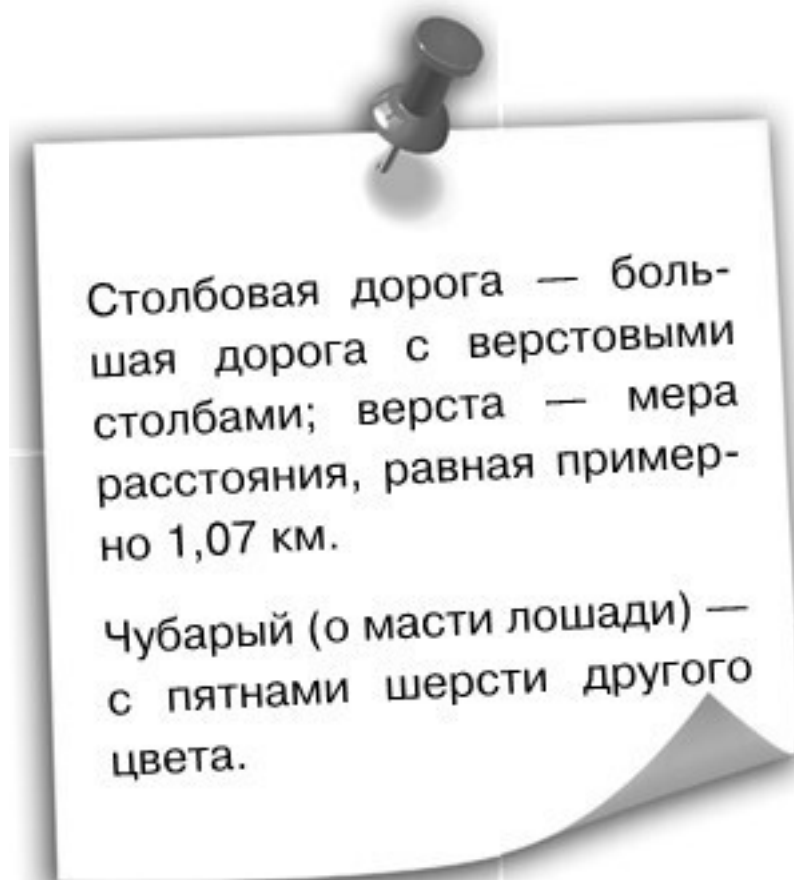 Столбовая дорога — боль-
шая дорога с верстовыми
столбами; верста — мера
расстояния, равная пример-
но 1,07 км.
Чубарый (о масти лошади) —
с пятнами шерсти другого
цвета.